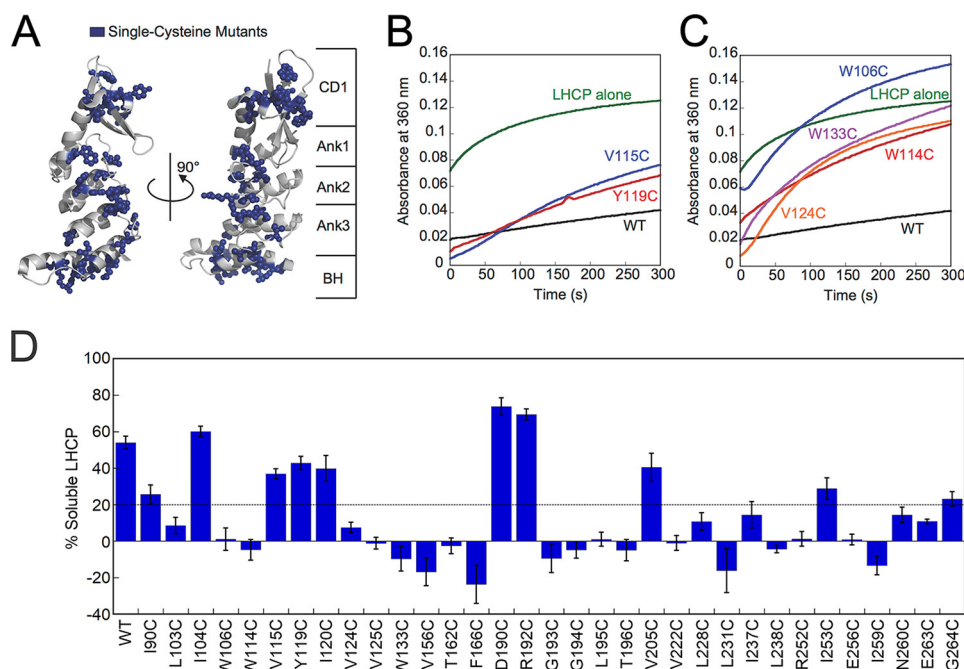 A
Single-Cysteine Mutants
90°
CD1
Ank1
Ank2
Ank3
BH
B
Absorbance at 360 nm
0.16
0.14
0.12
0.1
0.08
0.06
0.04
0.02
0
LHCP alone
V115C
Y119C
WT
0 50 100 150 200 250 300
Time (s)
C
Absorbance at 360 nm
0.16
0.14
0.12
0.1
0.08
0.06
0.04
0.02
0
W106C
LHCP alone
W133C
W114C
V124C
WT
0 50 100 150 200 250 300
Time (s)
D
% Soluble LHCP
100
80
60
40
20
0
-20
-40
WT
I90C
L103C
I104C
W106C
W114C
V115C
Y119C
I120C
V124C
V125C
W133C
V156C
T162C
F166C
D190C
R192C
G193C
G194C
L195C
T196C
V205C
V222C
L228C
L231C
I237C
L238C
R252C
I253C
E256C
I259C
N260C
E263C
C264C